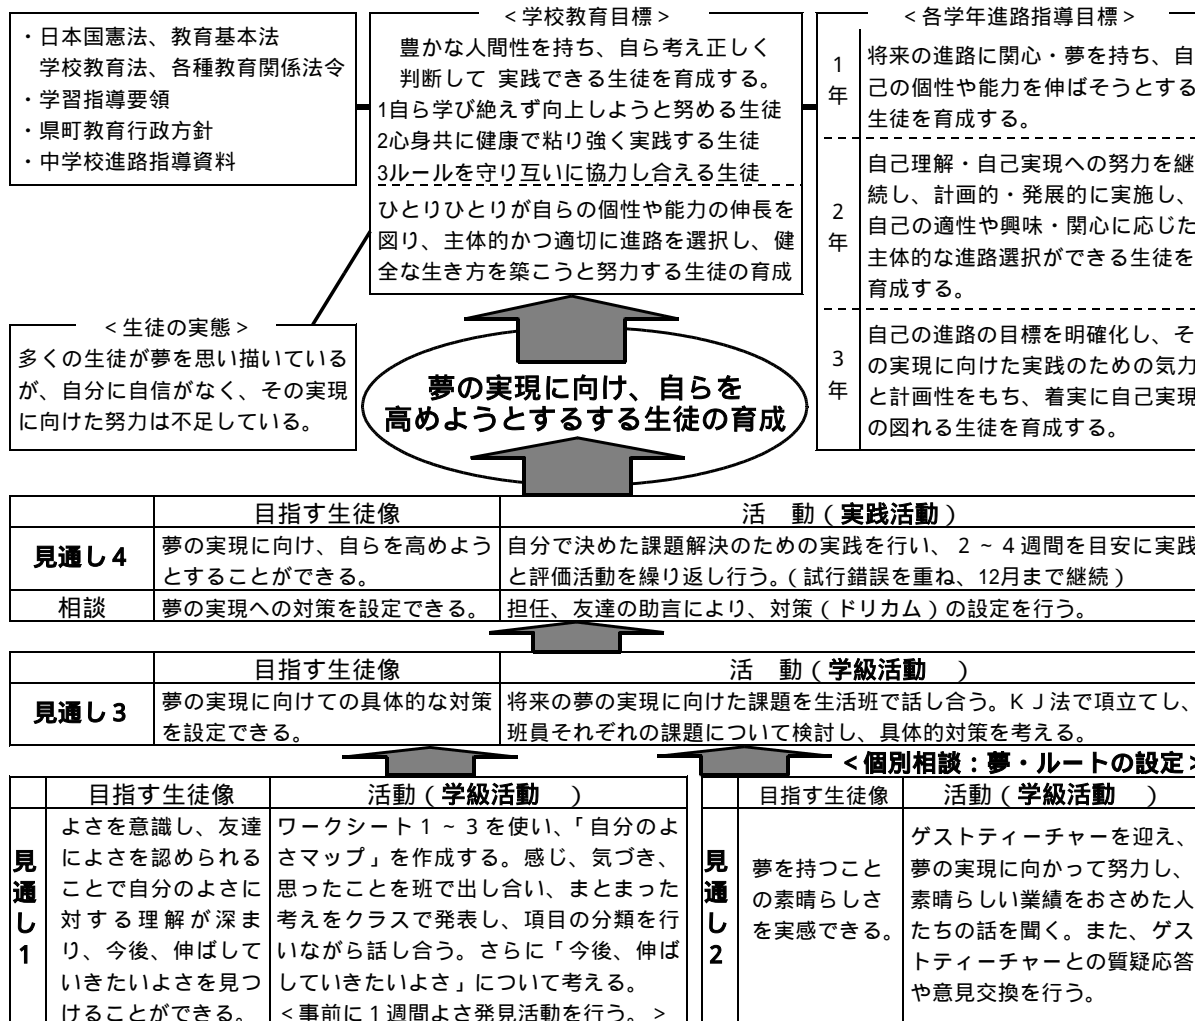 ・日本国憲法、教育基本法
学校教育法、各種教育関係法令
・学習指導要領
・県町教育行政方針
・中学校進路指導資料
＜学校教育目標＞
豊かな人間性を持ち、自ら考え正しく
判断して 実践できる生徒を育成する。
1自ら学び絶えず向上しようと努める生徒
2心身共に健康で粘り強く実践する生徒
3ルールを守り互いに協力し合える生徒
ひとりひとりが自らの個性や能力の伸長を
図り、主体的かつ適切に進路を選択し、健
全な生き方を築こうと努力する生徒の育成
＜各学年進路指導目標＞
1年
将来の進路に関心・夢を持ち、自
己の個性や能力を伸ばそうとする
生徒を育成する。
2年
自己理解・自己実現への努力を継
続し、計画的・発展的に実施し、
自己の適性や興味・関心に応じた
主体的な進路選択ができる生徒を
育成する。
3年
自己の進路の目標を明確化し、そ
の実現に向けた実践のための気力
と計画性をもち、着実に自己実現
の図れる生徒を育成する。
＜生徒の実態＞
多くの生徒が夢を思い描いている
が、自分に自信がなく、その実現
に向けた努力は不足している。
夢の実現に向け、自らを
高めようとするする生徒の育成
目指す生徒像
活 動（実践活動）
見通し４
夢の実現に向け、自らを高めよう
とすることができる。
自分で決めた課題解決のための実践を行い、２～４週間を目安に実践
と評価活動を繰り返し行う。（試行錯誤を重ね、12月まで継続）
相談
夢の実現への対策を設定できる。
担任、友達の助言により、対策（ドリカム）の設定を行う。
目指す生徒像
活 動（学級活動 ）
見通し３
夢の実現に向けての具体的な対策
を設定できる。
将来の夢の実現に向けた課題を生活班で話し合う。ＫＪ法で項立てし、
班員それぞれの課題について検討し、具体的対策を考える。
＜個別相談：夢・ルートの設定＞
目指す生徒像
活動（学級活動 ）
見通し1
よさを意識し、友達
によさを認められる
ことで自分のよさに
対する理解が深ま
り、今後、伸ばして
いきたいよさを見つ
けることができる。
ワークシート１～３を使い、「自分のよ
さマップ」を作成する。感じ、気づき、
思ったことを班で出し合い、まとまった
考えをクラスで発表し、項目の分類を行
いながら話し合う。さらに「今後、伸ば
していきたいよさ」について考える。
＜事前に１週間よさ発見活動を行う。＞
目指す生徒像
活動（学級活動 ）
見通し2
夢を持つこと
の素晴らしさ
を実感できる。
ゲストティーチャーを迎え、
夢の実現に向かって努力し、
素晴らしい業績をおさめた人
たちの話を聞く。また、ゲス
トティーチャーとの質疑応答
や意見交換を行う。